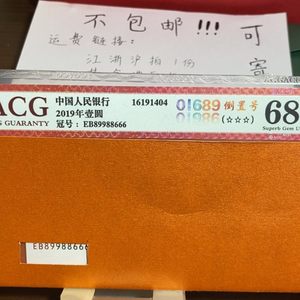 不包邮!!! 可
运费链接: 寄
江浙沪拍1份
ACG 中国人民银行 16191404 01689 倒置号 68
GUARANTY 2019年壹圆 01986 (☆☆☆) Superb Gem
冠号: EB89988666
EB89988666